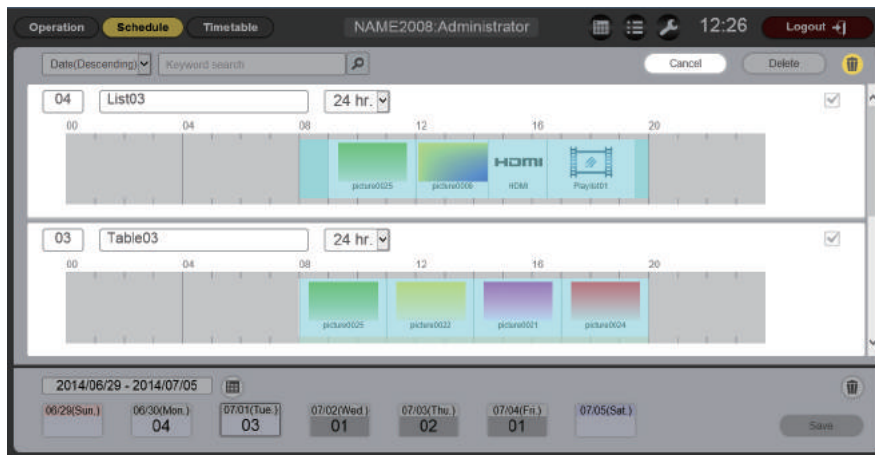 Operation Schedule Timetable NAME2008:Administrator 12:26 Logout
Date(Descending) Keyword search Cancel Delete
04 List03 24 hr.
00 04 08 12 16 20
HDMI
picture0025 picture0006 HDMI Playlist01
03 Table03 24 hr.
00 04 08 12 16 20
picture0025 picture0022 picture0021 picture0024
2014/06/29 - 2014/07/05
06/29(Sun.) 06/30(Mon.) 07/01(Tue.) 07/02(Wed.) 07/03(Thu.) 07/04(Fri.) 07/05(Sat.)
04 03 01 02 01
Save